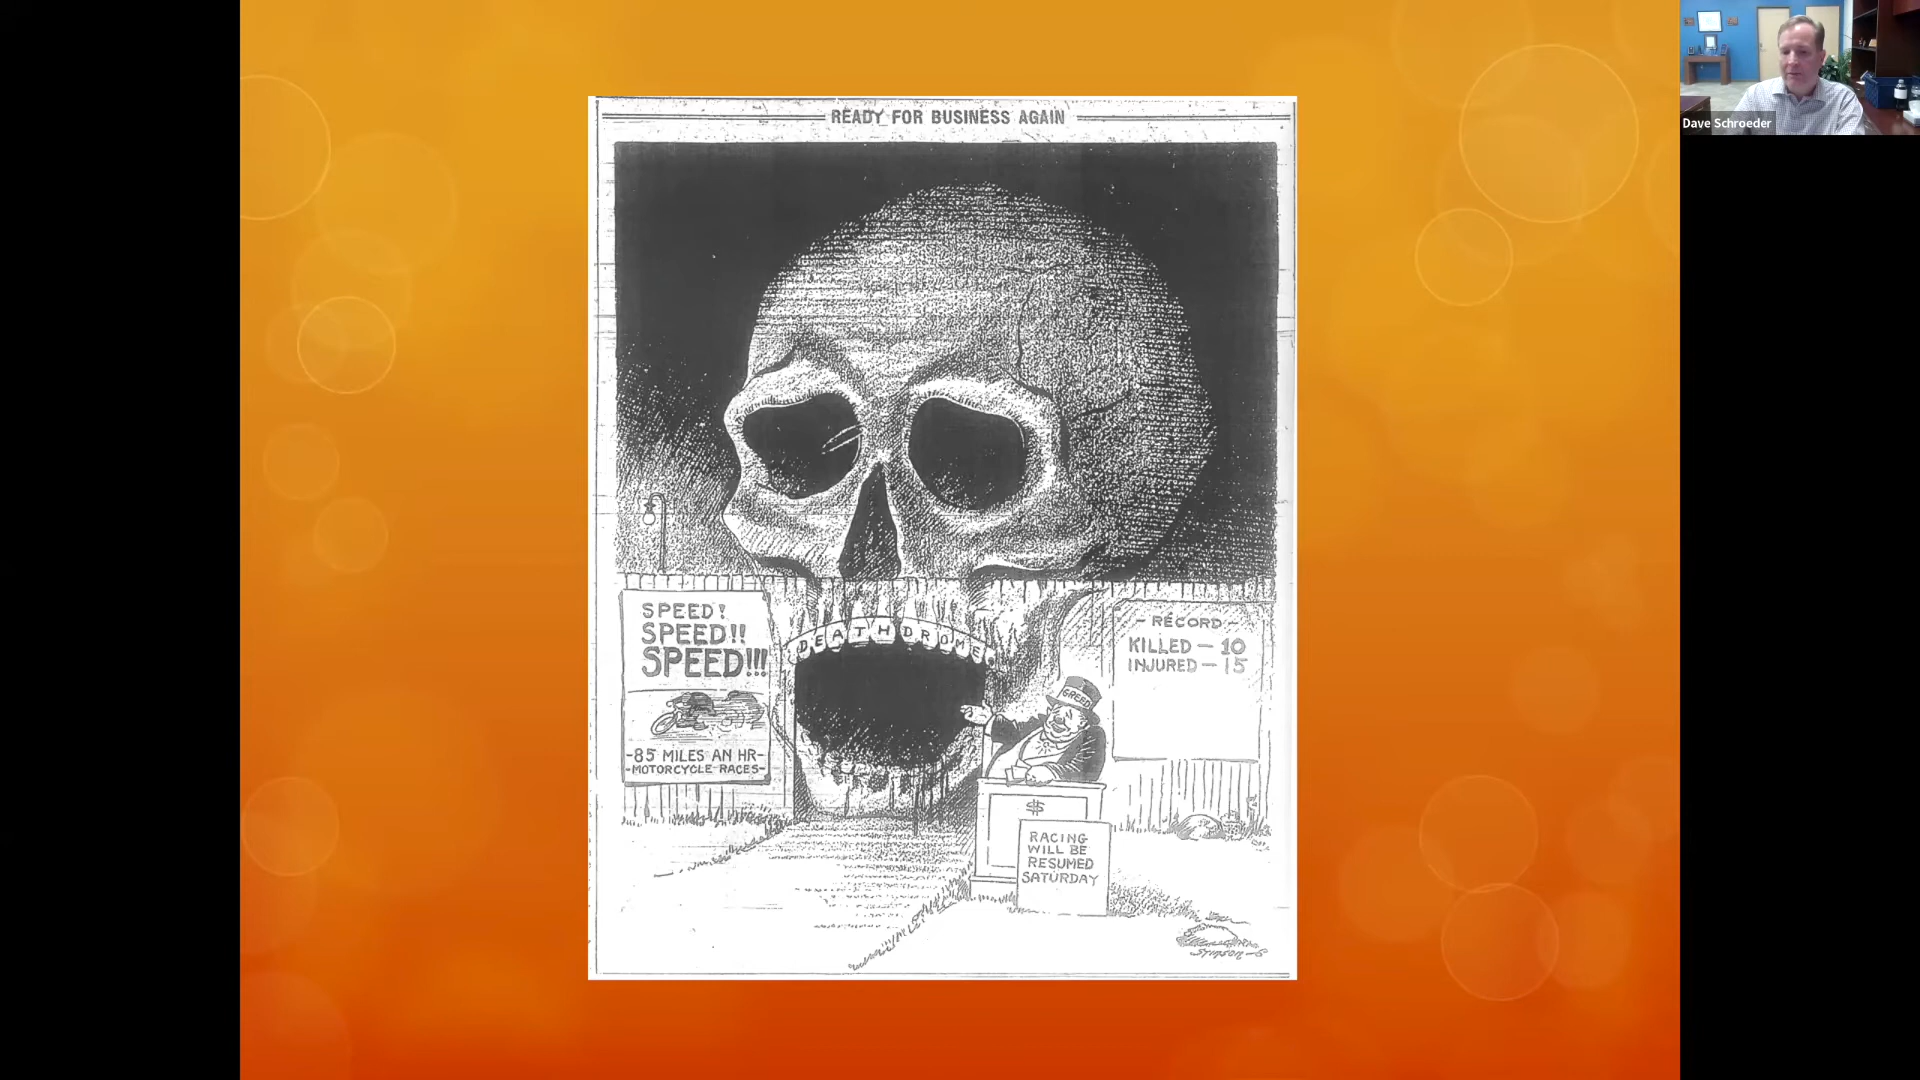 Dave Schroeder
READY FOR BUSINESS AGAIN
SPEED!
SPEED!!
SPEED!!!
-85 MILES AN HR-
-MOTORCYCLE RACES-
DEATHDROME
GREED
- RECORD -
KILLED - 10
INJURED - 15
$
RACING
WILL BE
RESUMED
SATURDAY
STIMSON